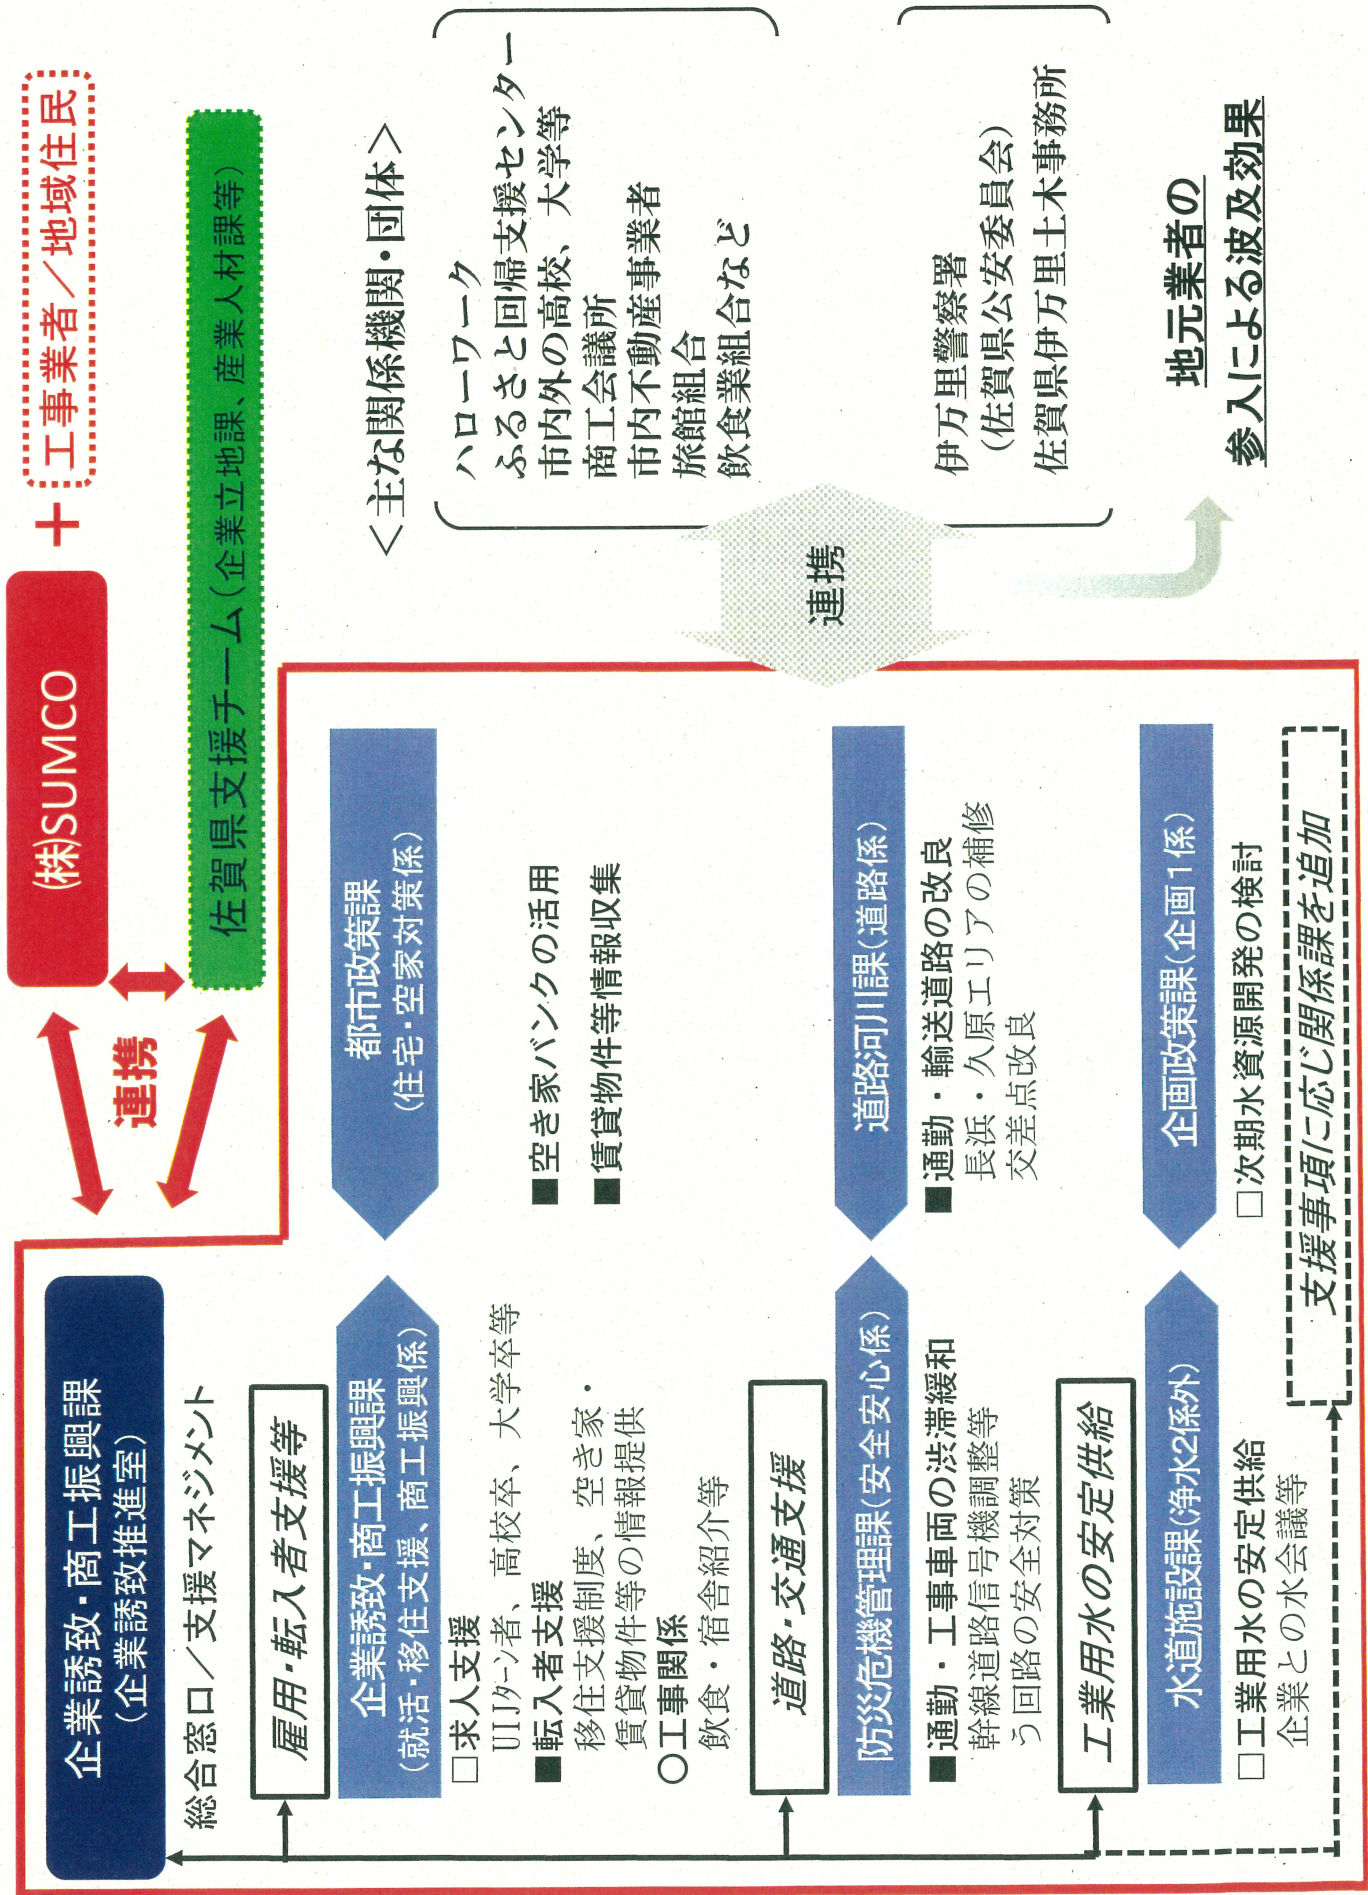 ㈱SUMCO
＋
工事業者／地域住民
連携
佐賀県支援チーム(企業立地課、産業人材課等)
企業誘致・商工振興課
(企業誘致推進室)
総合窓口／支援マネジメント
雇用・転入者支援等
企業誘致・商工振興課
(就活・移住支援、商工振興係)
都市政策課
(住宅・空家対策係)
□求人支援
UIJターン者、高校卒、大学卒等
■転入者支援
移住支援制度、空き家・
賃貸物件等の情報提供
○工事関係
飲食・宿舎紹介等
■空き家バンクの活用
■賃貸物件等情報収集
道路・交通支援
防災危機管理課(安全安心係)
道路河川課(道路係)
■通勤・工事車両の渋滞緩和
幹線道路信号機調整等
う回路の安全対策
■通勤・輸送道路の改良
長浜・久原エリアの補修
交差点改良
工業用水の安定供給
水道施設課(浄水2係外)
企画政策課(企画1係)
□工業用水の安定供給
企業との水会議等
□次期水資源開発の検討
支援事項に応じ関係課を追加
＜主な関係機関・団体＞
ハローワーク
ふるさと回帰支援センター
市内外の高校、大学等
商工会議所
市内不動産事業者
旅館組合
飲食業組合など
連携
伊万里警察署
(佐賀県公安委員会)
佐賀県伊万里土木事務所
地元業者の
参入による波及効果